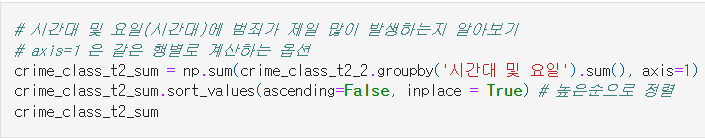 # 시간대 및 요일(시간대)에 범죄가 제일 많이 발생하는지 알아보기
# axis=1 은 같은 행별로 계산하는 옵션
crime_class_t2_sum = np.sum(crime_class_t2_2.groupby('시간대 및 요일').sum(), axis=1)
crime_class_t2_sum.sort_values(ascending=False, inplace = True) # 높은순으로 정렬
crime_class_t2_sum